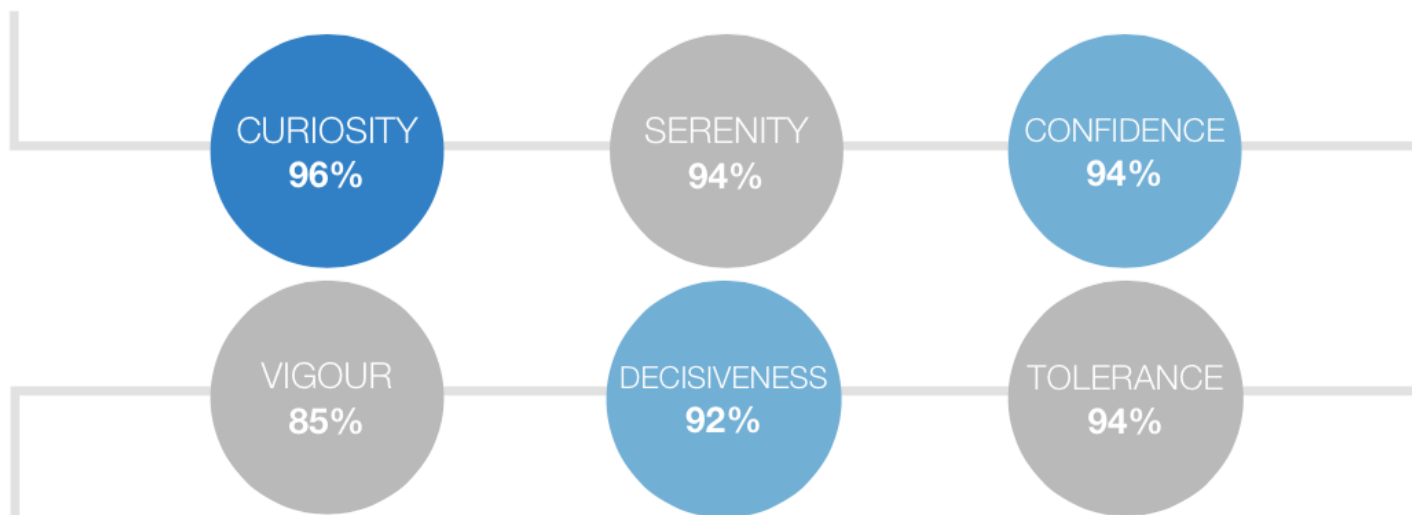 CURIOSITY
96%
SERENITY
94%
CONFIDENCE
94%
VIGOUR
85%
DECISIVENESS
92%
TOLERANCE
94%